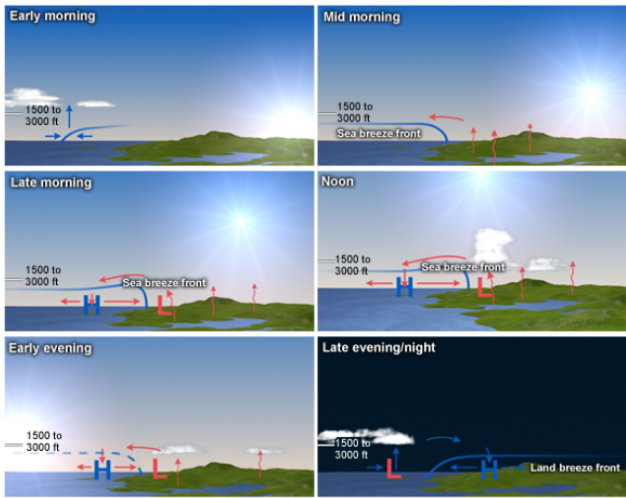 Early morning
1500 to
3000 ft
Mid morning
1500 to
3000 ft
Sea breeze front
Late morning
1500 to
3000 ft
Sea breeze front
H
L
Noon
1500 to
3000 ft
Sea breeze front
H
L
Early evening
1500 to
3000 ft
H
L
Late evening/night
1500 to
3000 ft
L
H
Land breeze front